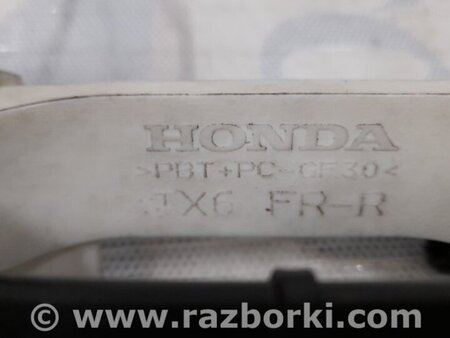 HONDA
>PBT+PC-GF30<
TX6 FR-R
© www.razborki.com